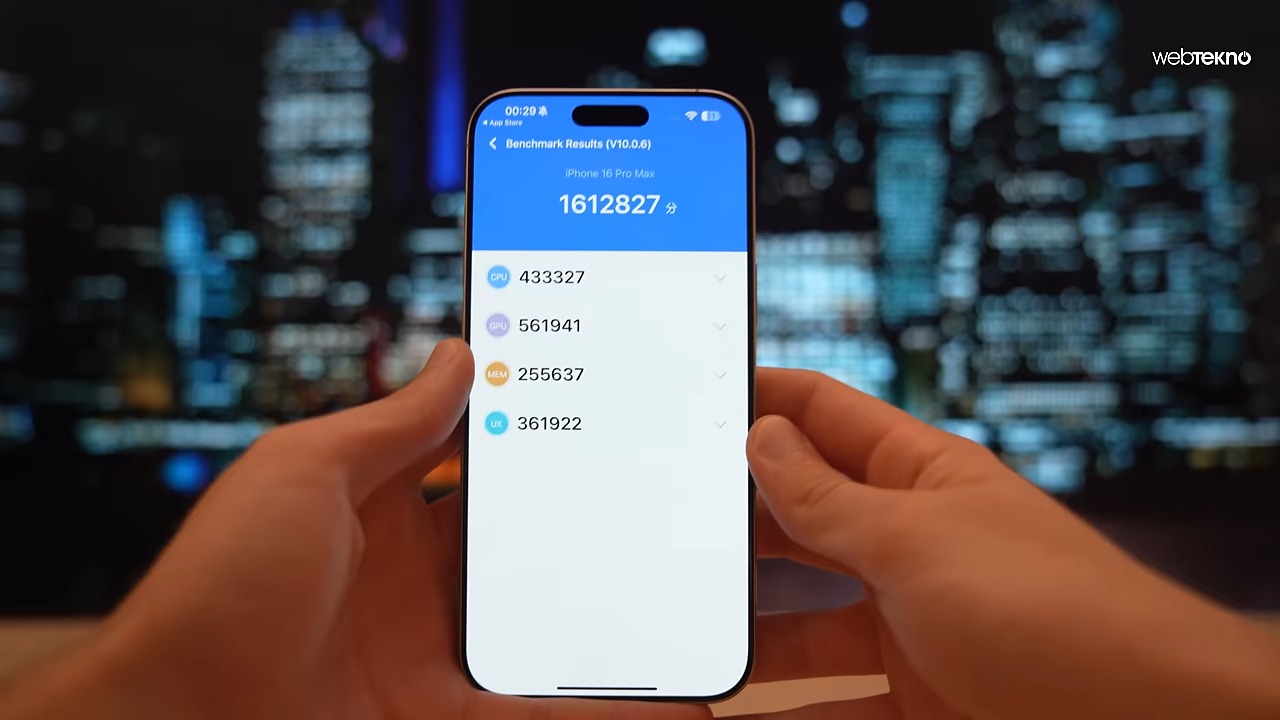 webTEKNO
00:29
App Store
31
Benchmark Results (V10.0.6)
iPhone 16 Pro Max
1612827 分
CPU 433327
GPU 561941
MEM 255637
UX 361922